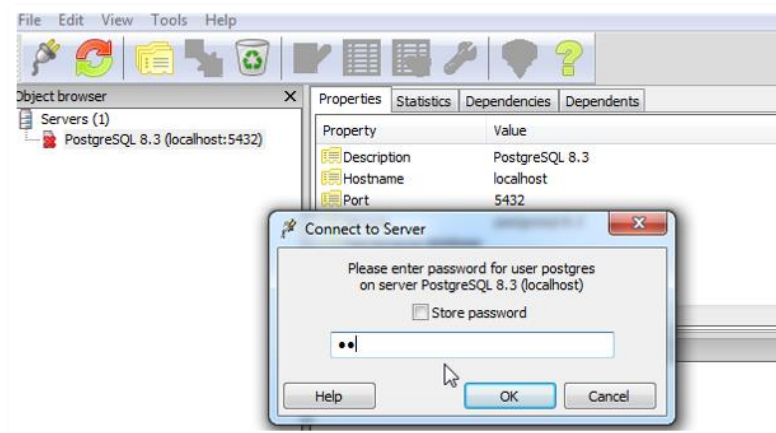 File Edit View Tools Help
Object browser X
Servers (1)
PostgreSQL 8.3 (localhost:5432)
Properties Statistics Dependencies Dependents
Property Value
Description PostgreSQL 8.3
Hostname localhost
Port 5432
Connect to Server
Please enter password for user postgres
on server PostgreSQL 8.3 (localhost)
Store password
Help OK Cancel